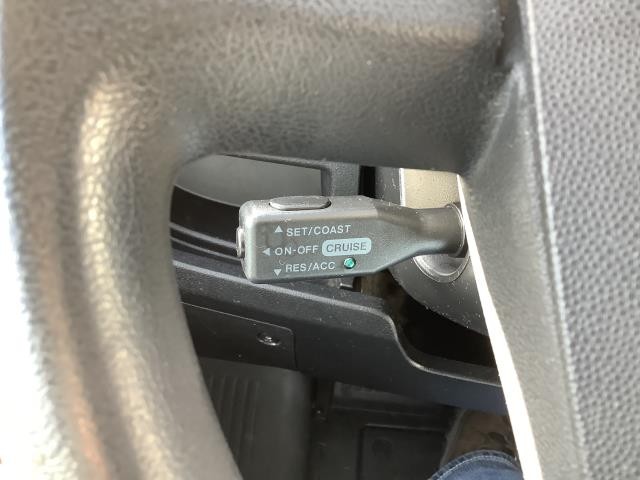 ▲ SET/COAST
◀ ON-OFF CRUISE
▼ RES/ACC